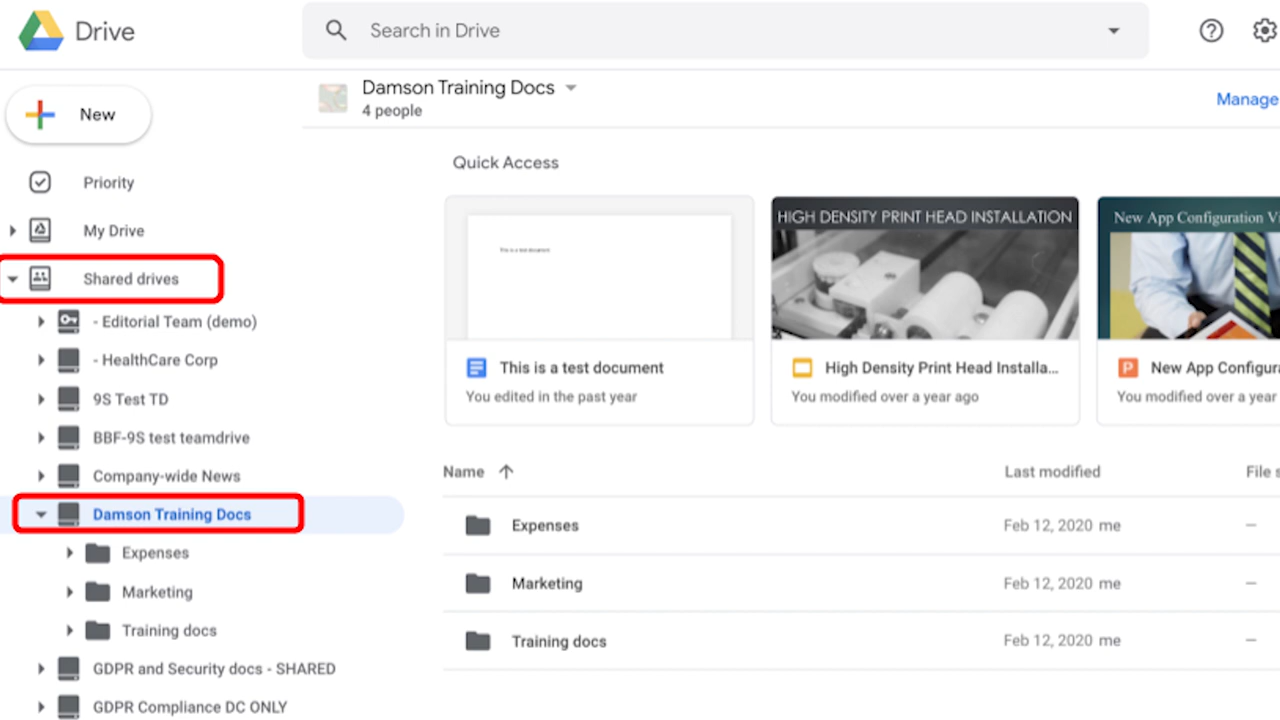 Drive
Search in Drive
New
Damson Training Docs
4 people
Manage
Priority
My Drive
Shared drives
- Editorial Team (demo)
- HealthCare Corp
9S Test TD
BBF-9S test teamdrive
Company-wide News
Damson Training Docs
Expenses
Marketing
Training docs
GDPR and Security docs - SHARED
GDPR Compliance DC ONLY
Quick Access
This is a test document
This is a test document
You edited in the past year
HIGH DENSITY PRINT HEAD INSTALLATION
High Density Print Head Installa...
You modified over a year ago
New App Configuration
P New App Configura
You modified over a year
Name Last modified File
Expenses Feb 12, 2020 me –
Marketing Feb 12, 2020 me –
Training docs Feb 12, 2020 me –